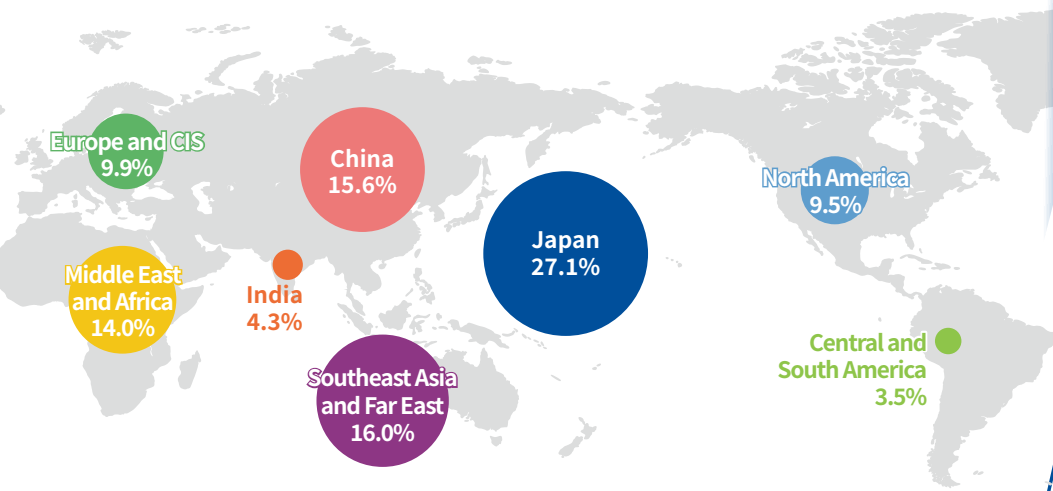 Europe and CIS
9.9%
China
15.6%
Japan
27.1%
North America
9.5%
Middle East
and Africa
14.0%
India
4.3%
Southeast Asia
and Far East
16.0%
Central and
South America
3.5%